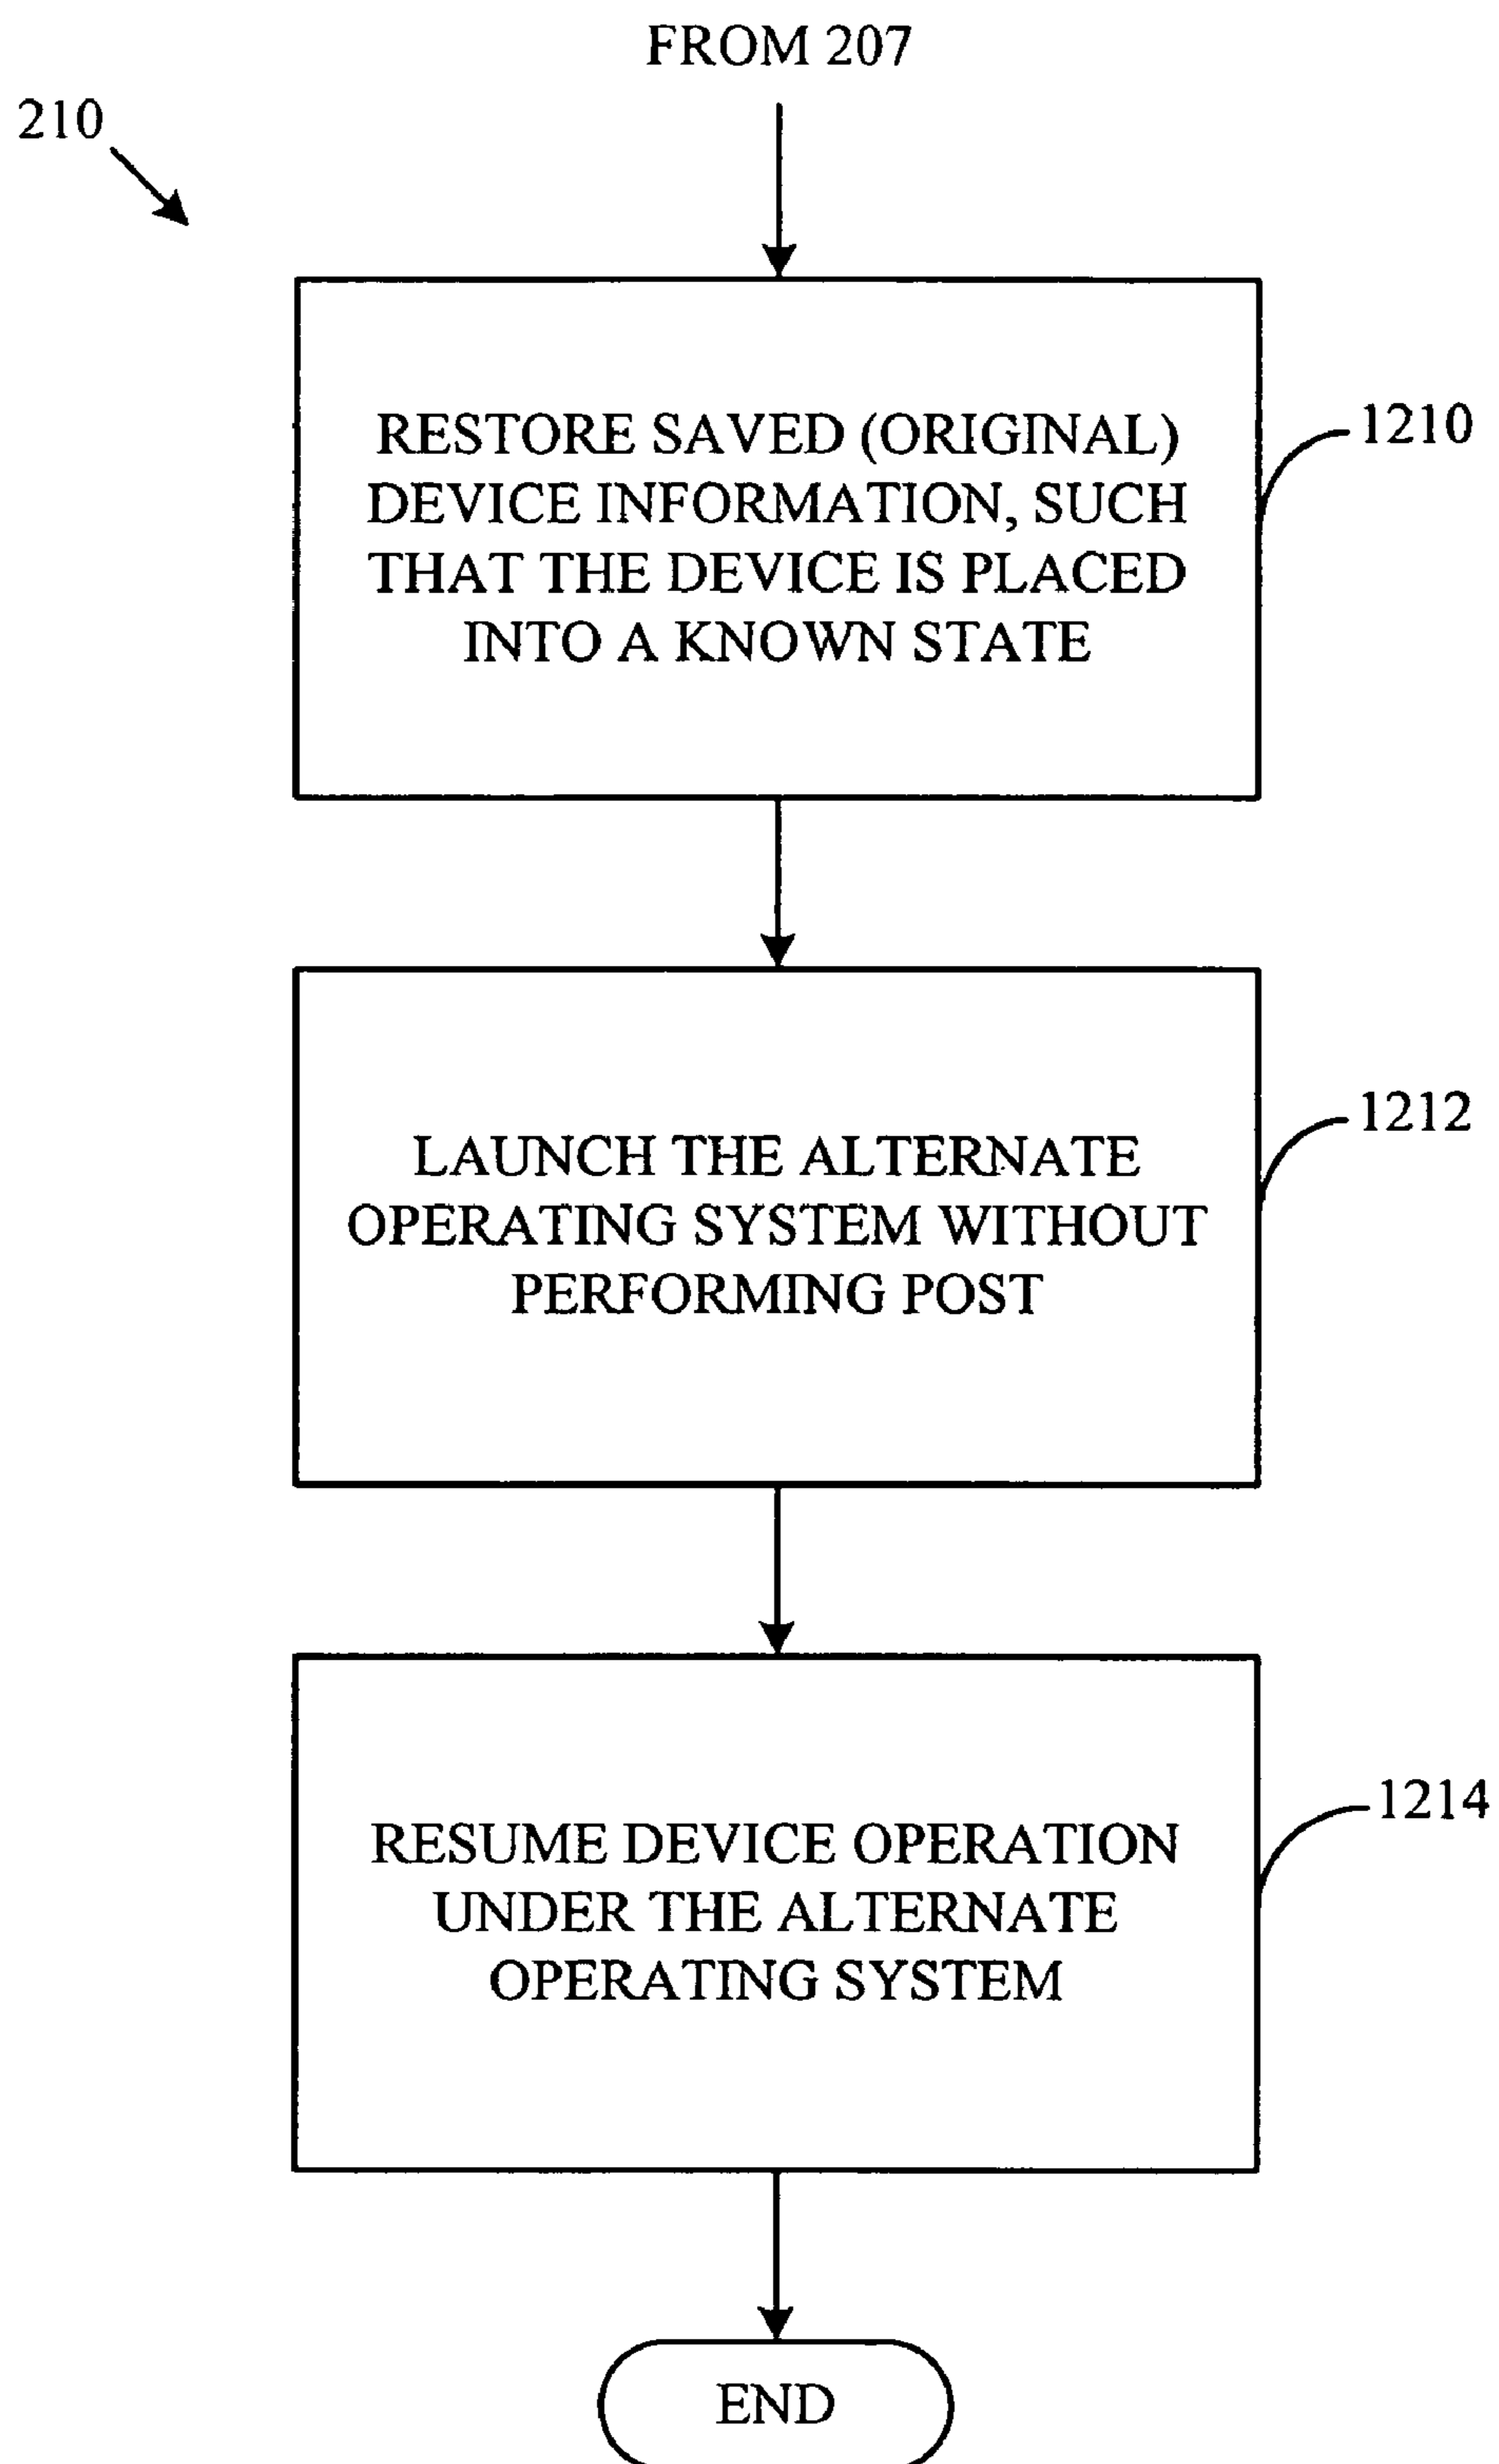 FROM 207
210
RESTORE SAVED (ORIGINAL)
DEVICE INFORMATION, SUCH
THAT THE DEVICE IS PLACED
INTO A KNOWN STATE
1210
LAUNCH THE ALTERNATE
OPERATING SYSTEM WITHOUT
PERFORMING POST
1212
RESUME DEVICE OPERATION
UNDER THE ALTERNATE
OPERATING SYSTEM
1214
END